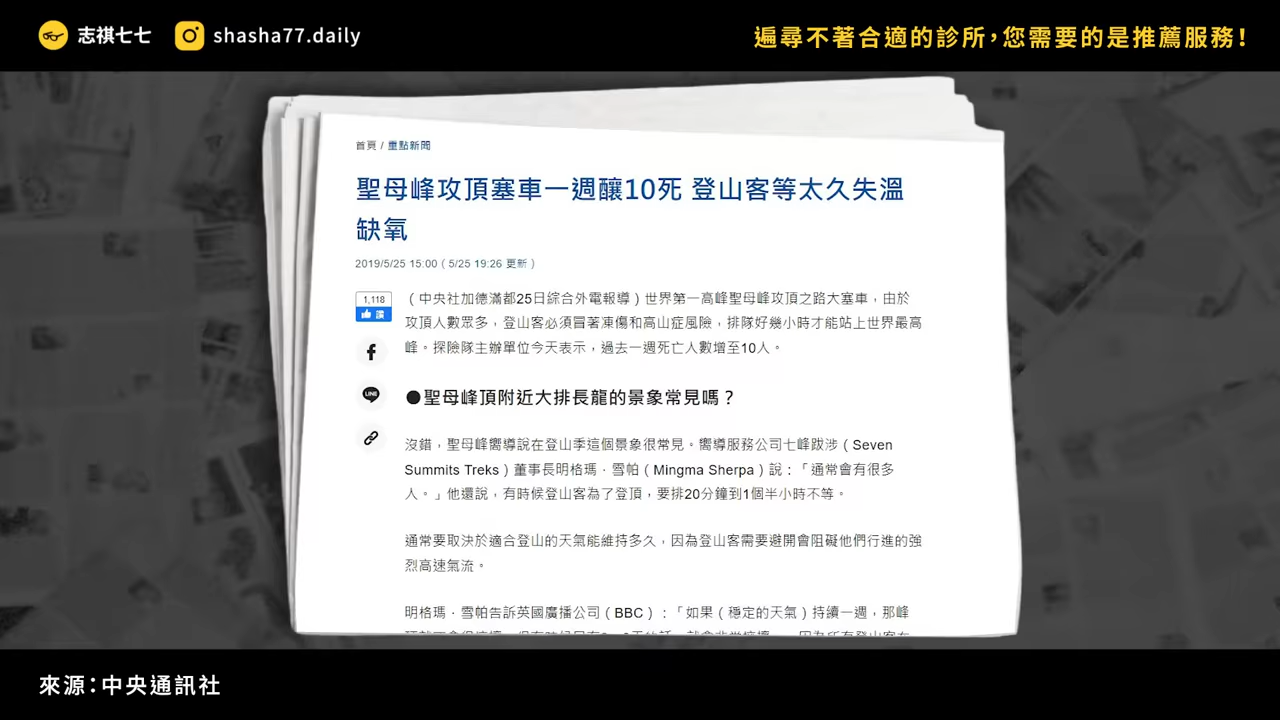 志祺七七
shasha77.daily
遍尋不著合適的診所，您需要的是推薦服務！
首頁 / 重點新聞
聖母峰攻頂塞車一週釀10死 登山客等太久失溫
缺氧
2019/5/25 15:00（5/25 19:26 更新）
1,118
讚
（中央社加德滿都25日綜合外電報導）世界第一高峰聖母峰攻頂之路大塞車，由於
攻頂人數眾多，登山客必須冒著凍傷和高山症風險，排隊好幾小時才能站上世界最高
峰。探險隊主辦單位今天表示，過去一週死亡人數增至10人。
LINE
●聖母峰頂附近大排長龍的景象常見嗎？
沒錯，聖母峰嚮導說在登山季這個景象很常見。嚮導服務公司七峰跋涉（Seven
Summits Treks）董事長明格瑪．雪帕（Mingma Sherpa）說：「通常會有很多
人。」他還說，有時候登山客為了登頂，要排20分鐘到1個半小時不等。
通常要取決於適合登山的天氣能維持多久，因為登山客需要避開會阻礙他們行進的強
烈高速氣流。
明格瑪．雪帕告訴英國廣播公司（BBC）：「如果（穩定的天氣）持續一週，那峰
來源：中央通訊社